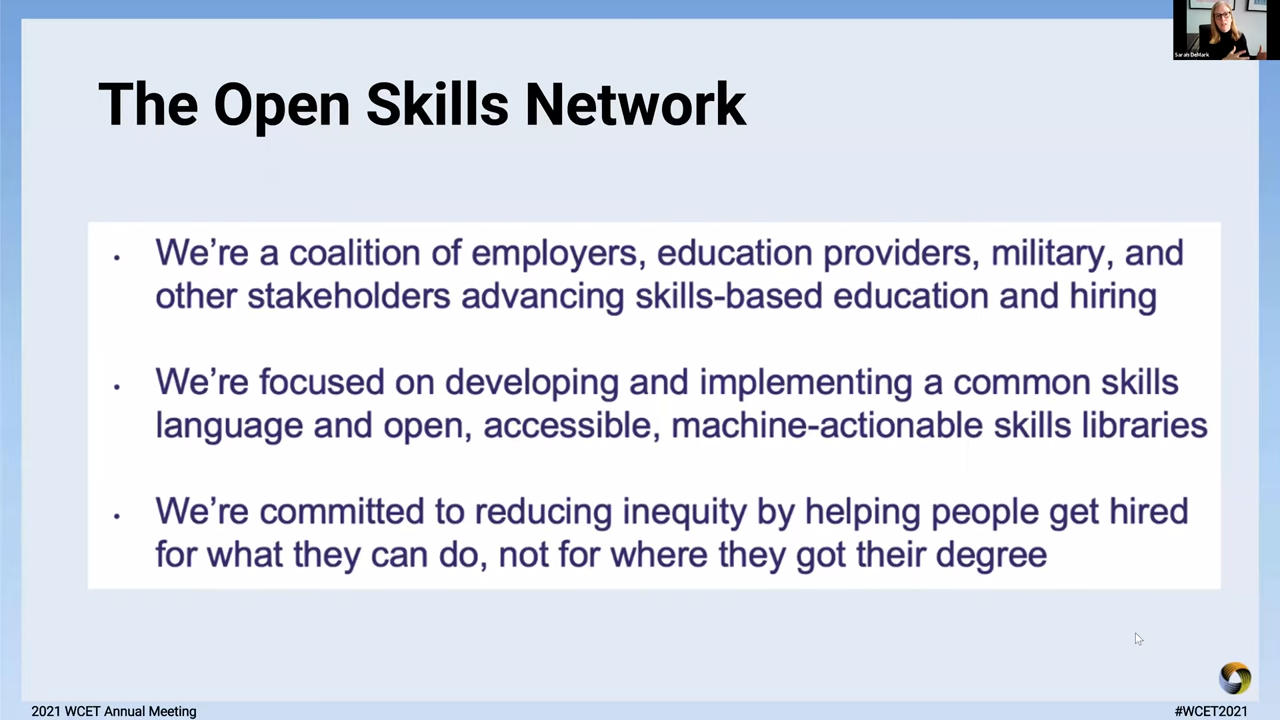 Sarah DeMark
The Open Skills Network
• We’re a coalition of employers, education providers, military, and
other stakeholders advancing skills-based education and hiring
• We’re focused on developing and implementing a common skills
language and open, accessible, machine-actionable skills libraries
• We’re committed to reducing inequity by helping people get hired
for what they can do, not for where they got their degree
2021 WCET Annual Meeting
#WCET2021